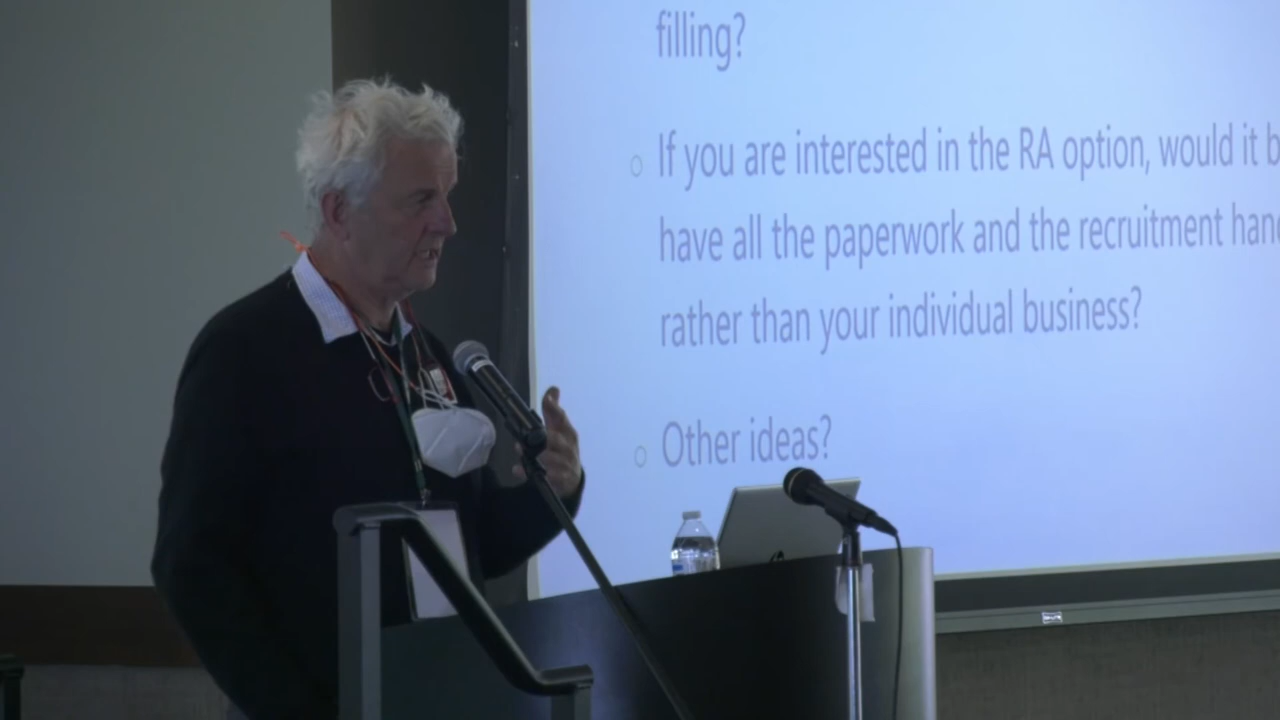 filling?
If you are interested in the RA option, would it
have all the paperwork and the recruitment
rather than your individual business?
Other ideas?